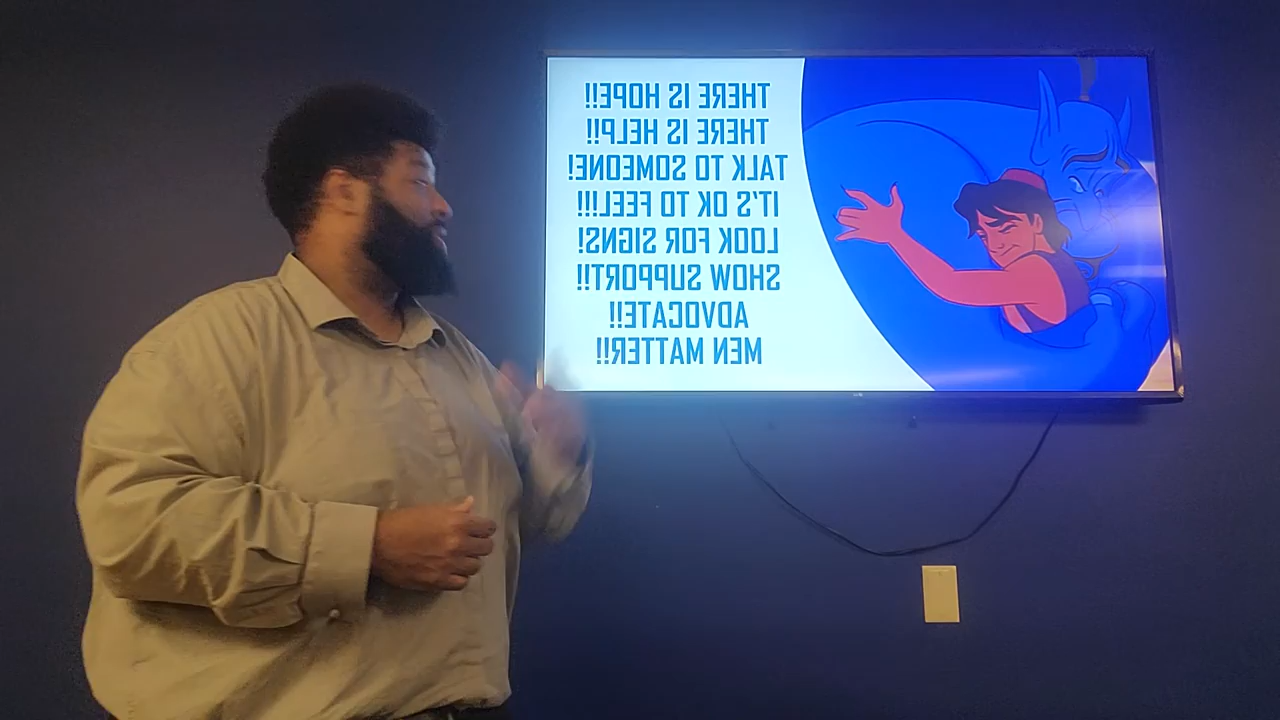 THERE IS HOPE!!
THERE IS HELP!!
TALK TO SOMEONE!
IT'S OK TO FEEL!!!
LOOK FOR SIGNS!
SHOW SUPPORT!!
ADVOCATE!!
MEN MATTER!!